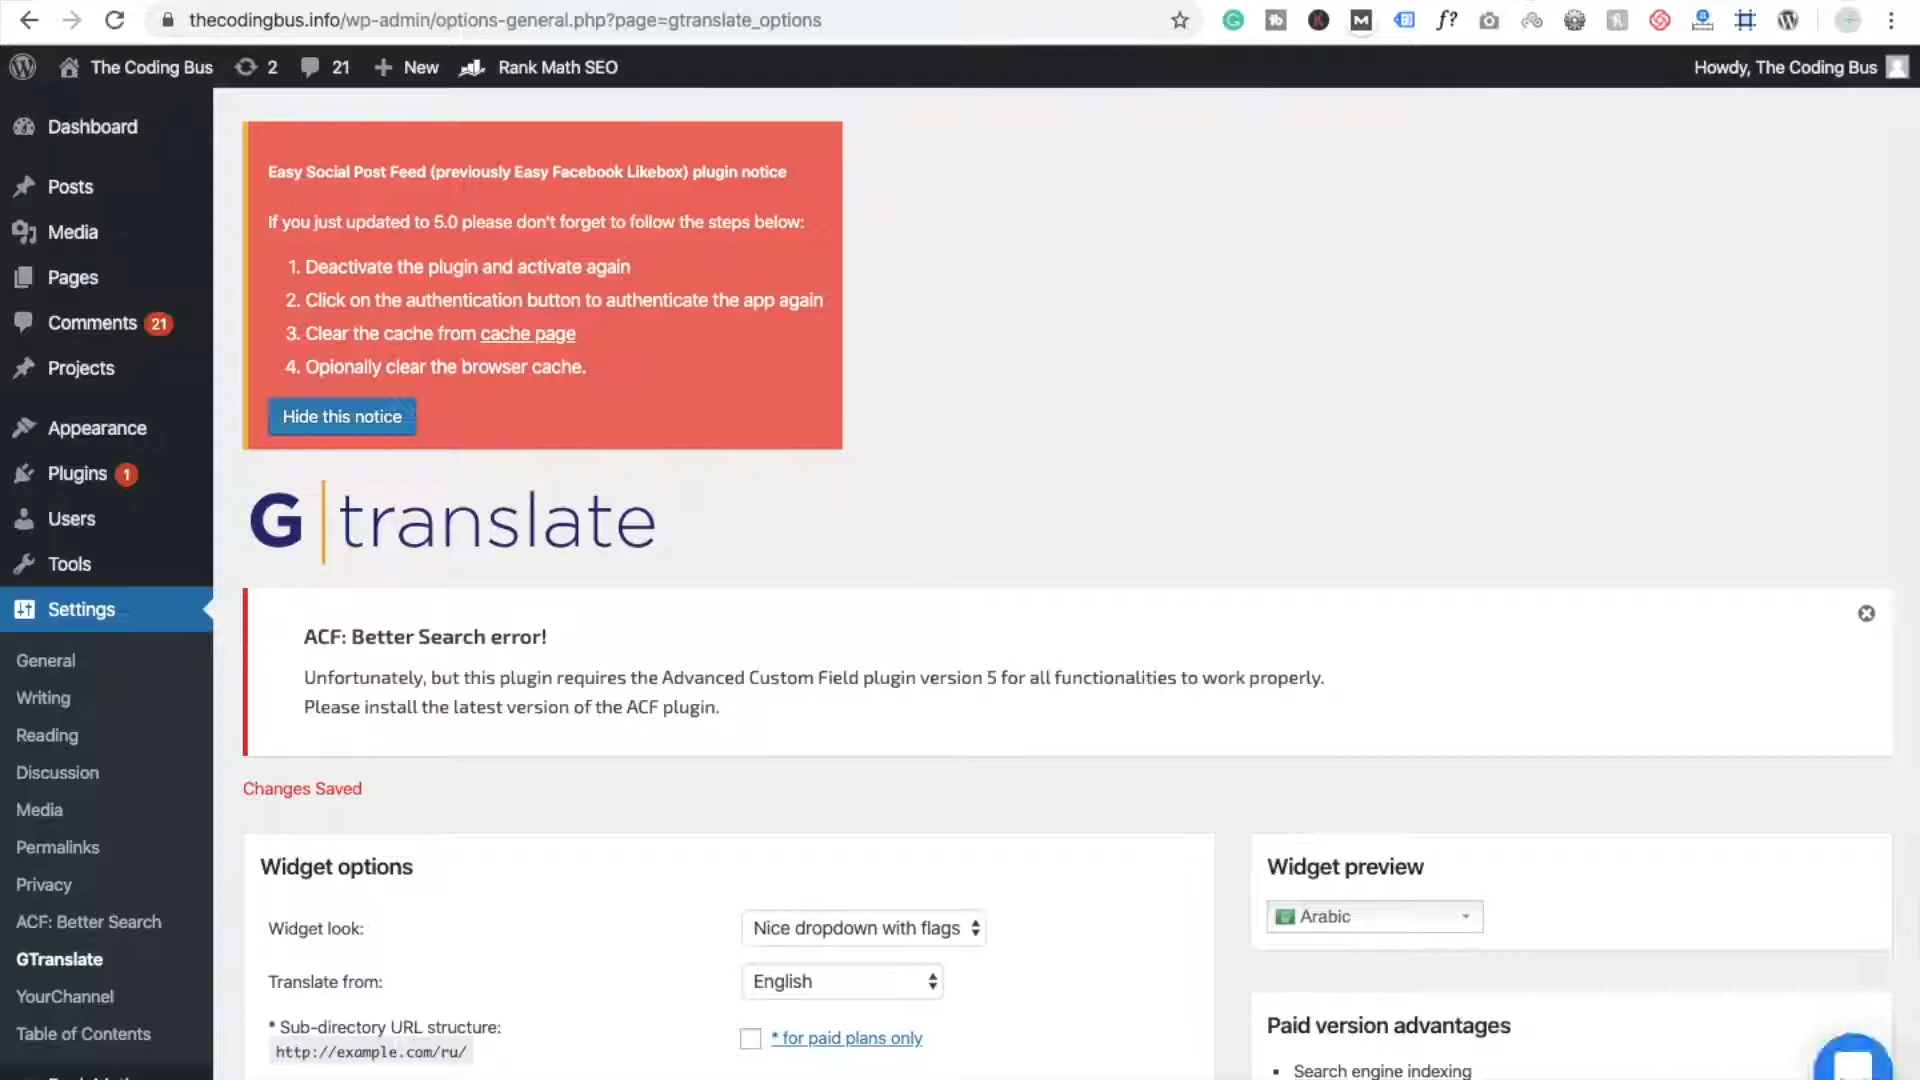 thecodingbus.info/wp-admin/options-general.php?page=gtranslate_options
The Coding Bus 2 21 New Rank Math SEO Howdy, The Coding Bus
Dashboard
Posts
Media
Pages
Comments 21
Projects
Appearance
Plugins 1
Users
Tools
Settings
General
Writing
Reading
Discussion
Media
Permalinks
Privacy
ACF: Better Search
GTranslate
YourChannel
Table of Contents
Easy Social Post Feed (previously Easy Facebook Likebox) plugin notice
If you just updated to 5.0 please don't forget to follow the steps below:
1. Deactivate the plugin and activate again
2. Click on the authentication button to authenticate the app again
3. Clear the cache from cache page
4. Opionally clear the browser cache.
Hide this notice
G translate
ACF: Better Search error!
Unfortunately, but this plugin requires the Advanced Custom Field plugin version 5 for all functionalities to work properly.
Please install the latest version of the ACF plugin.
Changes Saved
Widget options
Widget look: Nice dropdown with flags
Translate from: English
* Sub-directory URL structure:
http://example.com/ru/
* for paid plans only
Widget preview
Arabic
Paid version advantages
Search engine indexing